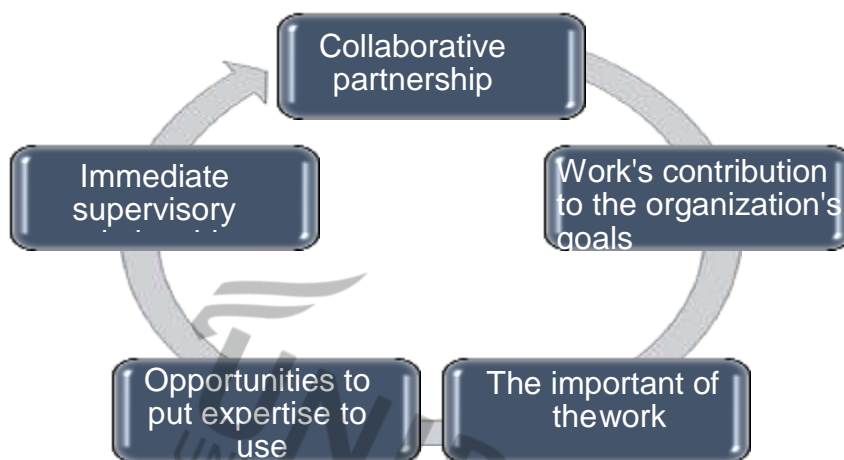 Collaborative
partnership
Work's contribution
to the organization's
goals
The important of
thework
Opportunities to
put expertise to
use
Immediate
supervisory